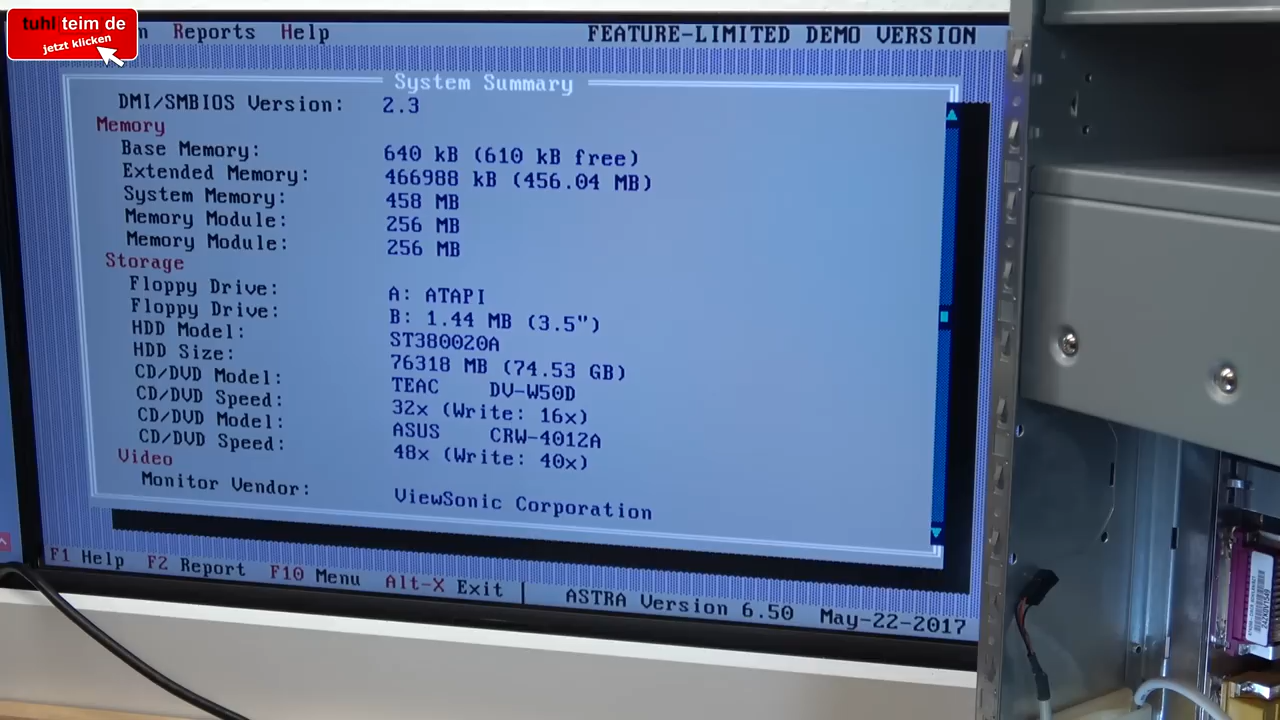 tuhl teim de
jetzt klicken
m Reports Help FEATURE-LIMITED DEMO VERSION
System Summary
DMI/SMBIOS Version: 2.3
Memory
Base Memory: 640 kB (610 kB free)
Extended Memory: 466988 kB (456.04 MB)
System Memory: 458 MB
Memory Module: 256 MB
Memory Module: 256 MB
Storage
Floppy Drive: A: ATAPI
Floppy Drive: B: 1.44 MB (3.5")
HDD Model: ST380020A
HDD Size: 76318 MB (74.53 GB)
CD/DVD Model: TEAC DV-W50D
CD/DVD Speed: 32x (Write: 16x)
CD/DVD Model: ASUS CRW-4012A
CD/DVD Speed: 48x (Write: 40x)
Video
Monitor Vendor: ViewSonic Corporation
F1 Help F2 Report F10 Menu Alt-X Exit ASTRA Version 6.50 May-22-2017